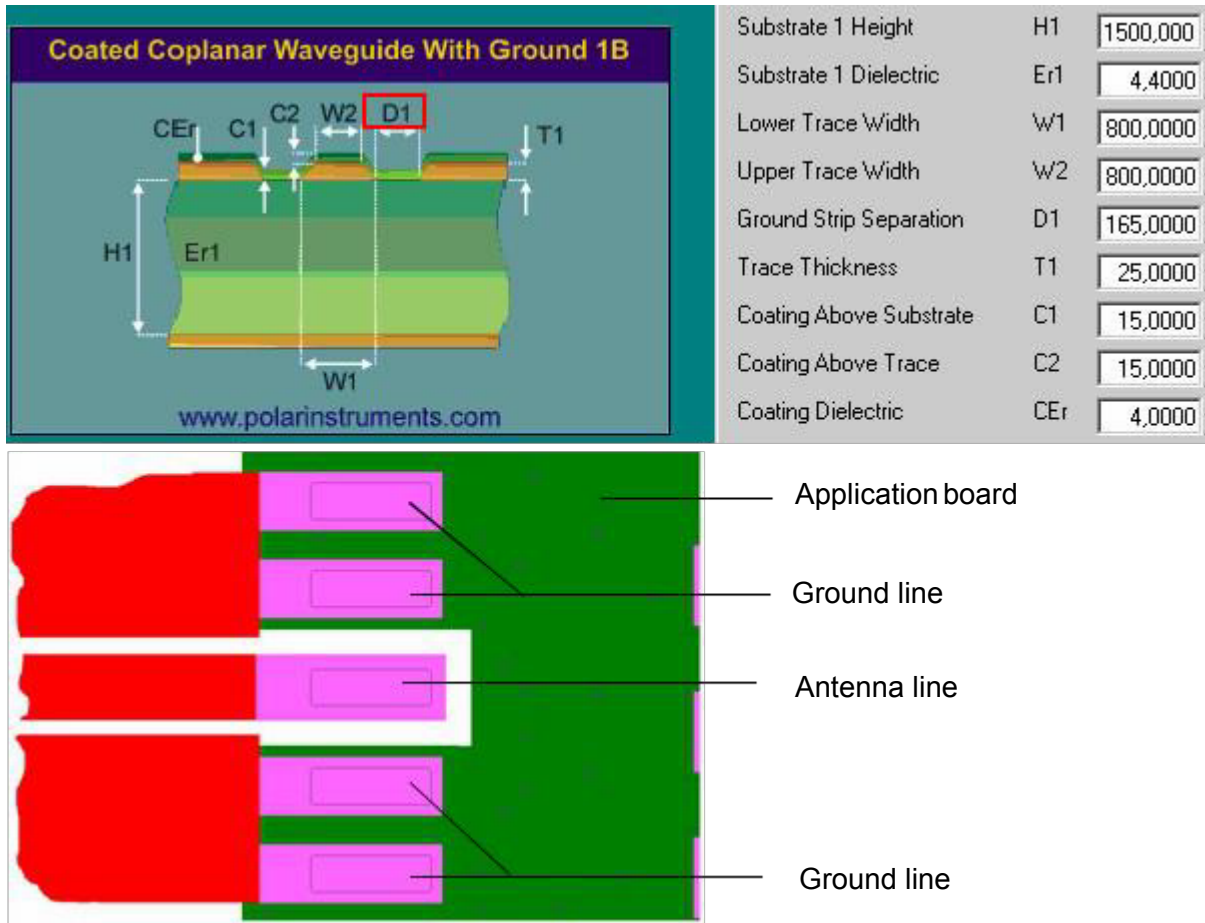 Coated Coplanar Waveguide With Ground 1B
CEr C1 C2 W2 D1 T1
H1 Er1
W1
www.polarinstruments.com
Substrate 1 Height H1 1500,000
Substrate 1 Dielectric Er1 4,4000
Lower Trace Width W1 800,0000
Upper Trace Width W2 800,0000
Ground Strip Separation D1 165,0000
Trace Thickness T1 25,0000
Coating Above Substrate C1 15,0000
Coating Above Trace C2 15,0000
Coating Dielectric CEr 4,0000
Application board
Ground line
Antenna line
Ground line